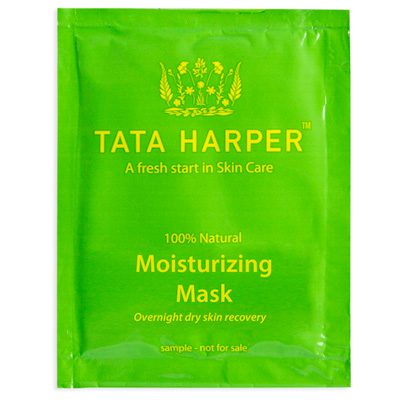 TATA HARPER™
A fresh start in Skin Care
100% Natural
Moisturizing
Mask
Overnight dry skin recovery
sample - not for sale